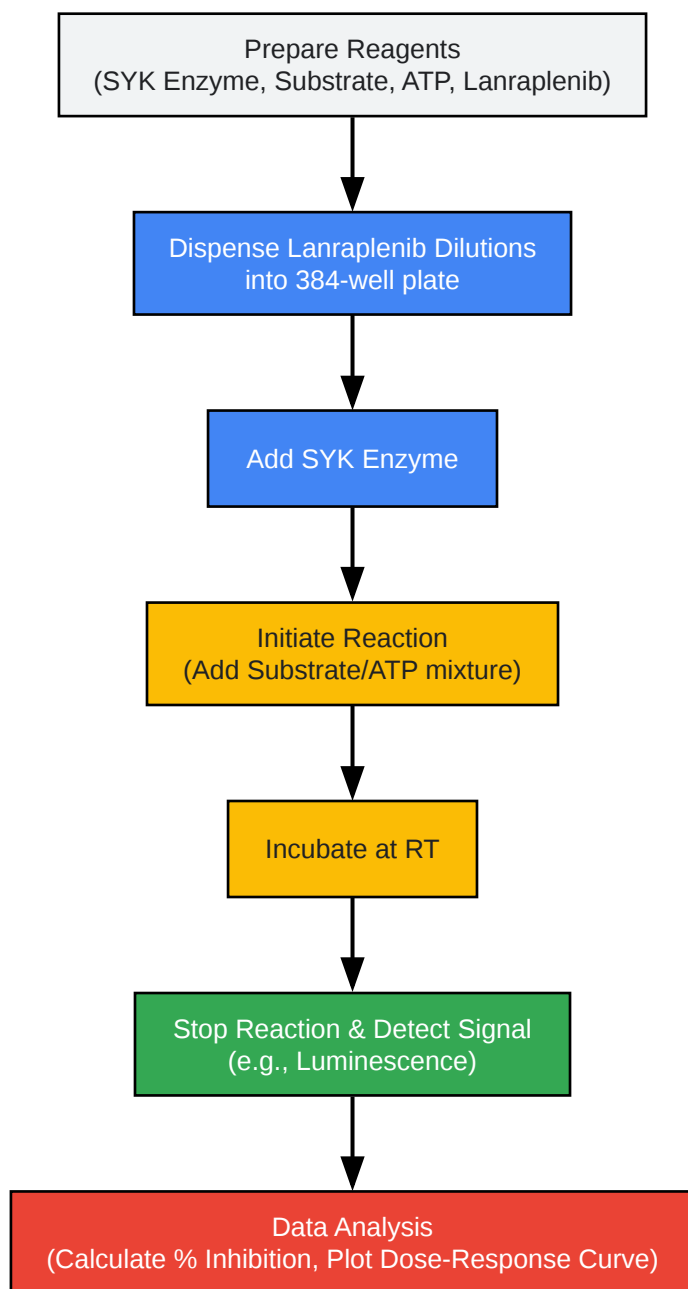 Prepare Reagents
(SYK Enzyme, Substrate, ATP, Lanraplenib)
Dispense Lanraplenib Dilutions
into 384-well plate
Add SYK Enzyme
Initiate Reaction
(Add Substrate/ATP mixture)
Incubate at RT
Stop Reaction & Detect Signal
(e.g., Luminescence)
Data Analysis
(Calculate % Inhibition, Plot Dose-Response Curve)